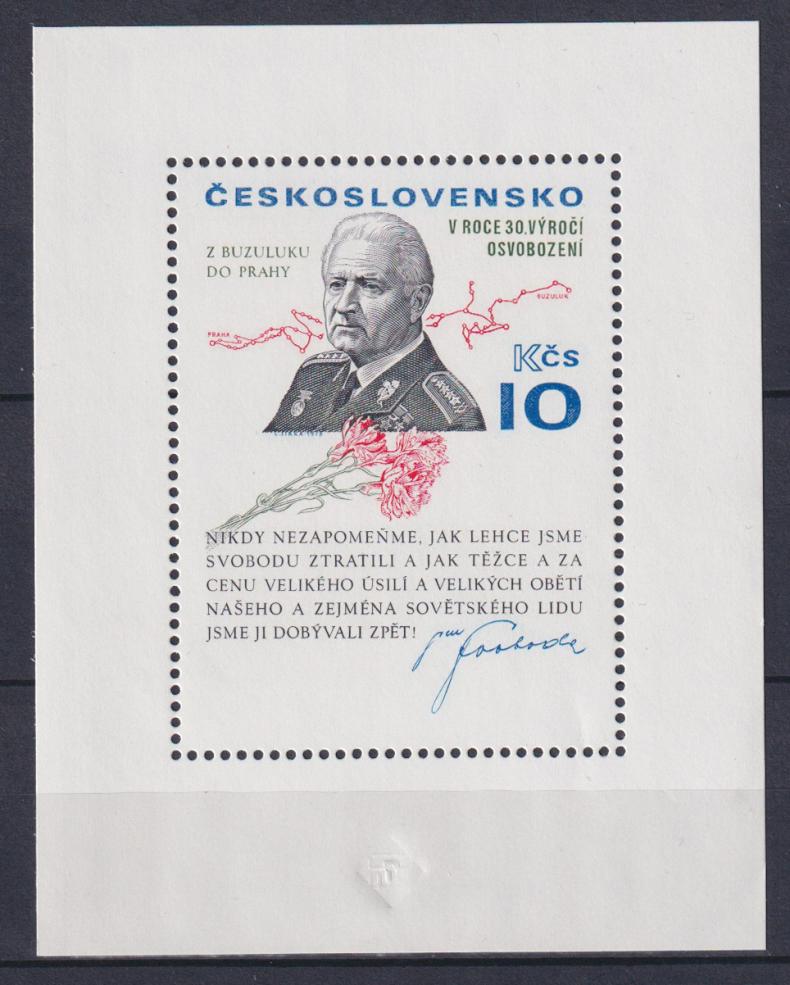 ČESKOSLOVENSKO
V ROCE 30. VÝROČÍ
OSVOBOZENÍ
Z BUZULUKU
DO PRAHY
BUZULUK
PRAHA
Kčs
10
NIKDY NEZAPOMEŇME, JAK LEHCE JSME
SVOBODU ZTRATILI A JAK TĚŽCE A ZA
CENU VELIKÉHO ÚSILÍ A VELIKÝCH OBĚTÍ
NAŠEHO A ZEJMÉNA SOVĚTSKÉHO LIDU
JSME JI DOBÝVALI ZPĚT!
Svoboda